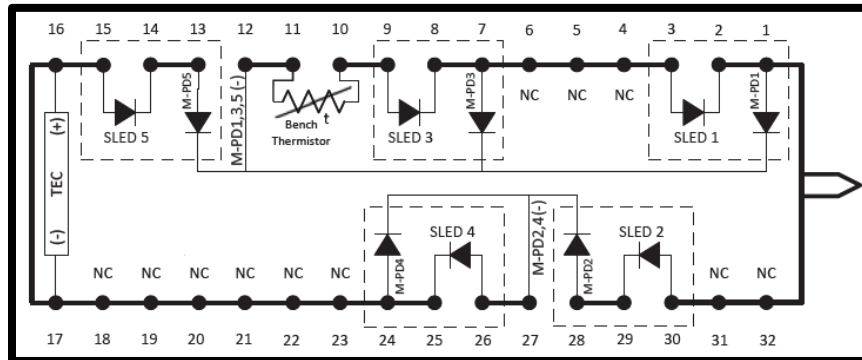 16 15 14 13 12 11 10 9 8 7 6 5 4 3 2 1
M-PD5 M-PD3 NC NC NC M-PD1
(+) TEC (-)
SLED 5
M-PD1,3,5 (-)
t
Bench
Thermistor
SLED 3
SLED 1
SLED 4
M-PD2,4 (-)
SLED 2
NC NC NC NC NC NC M-PD4 M-PD2 NC NC
17 18 19 20 21 22 23 24 25 26 27 28 29 30 31 32